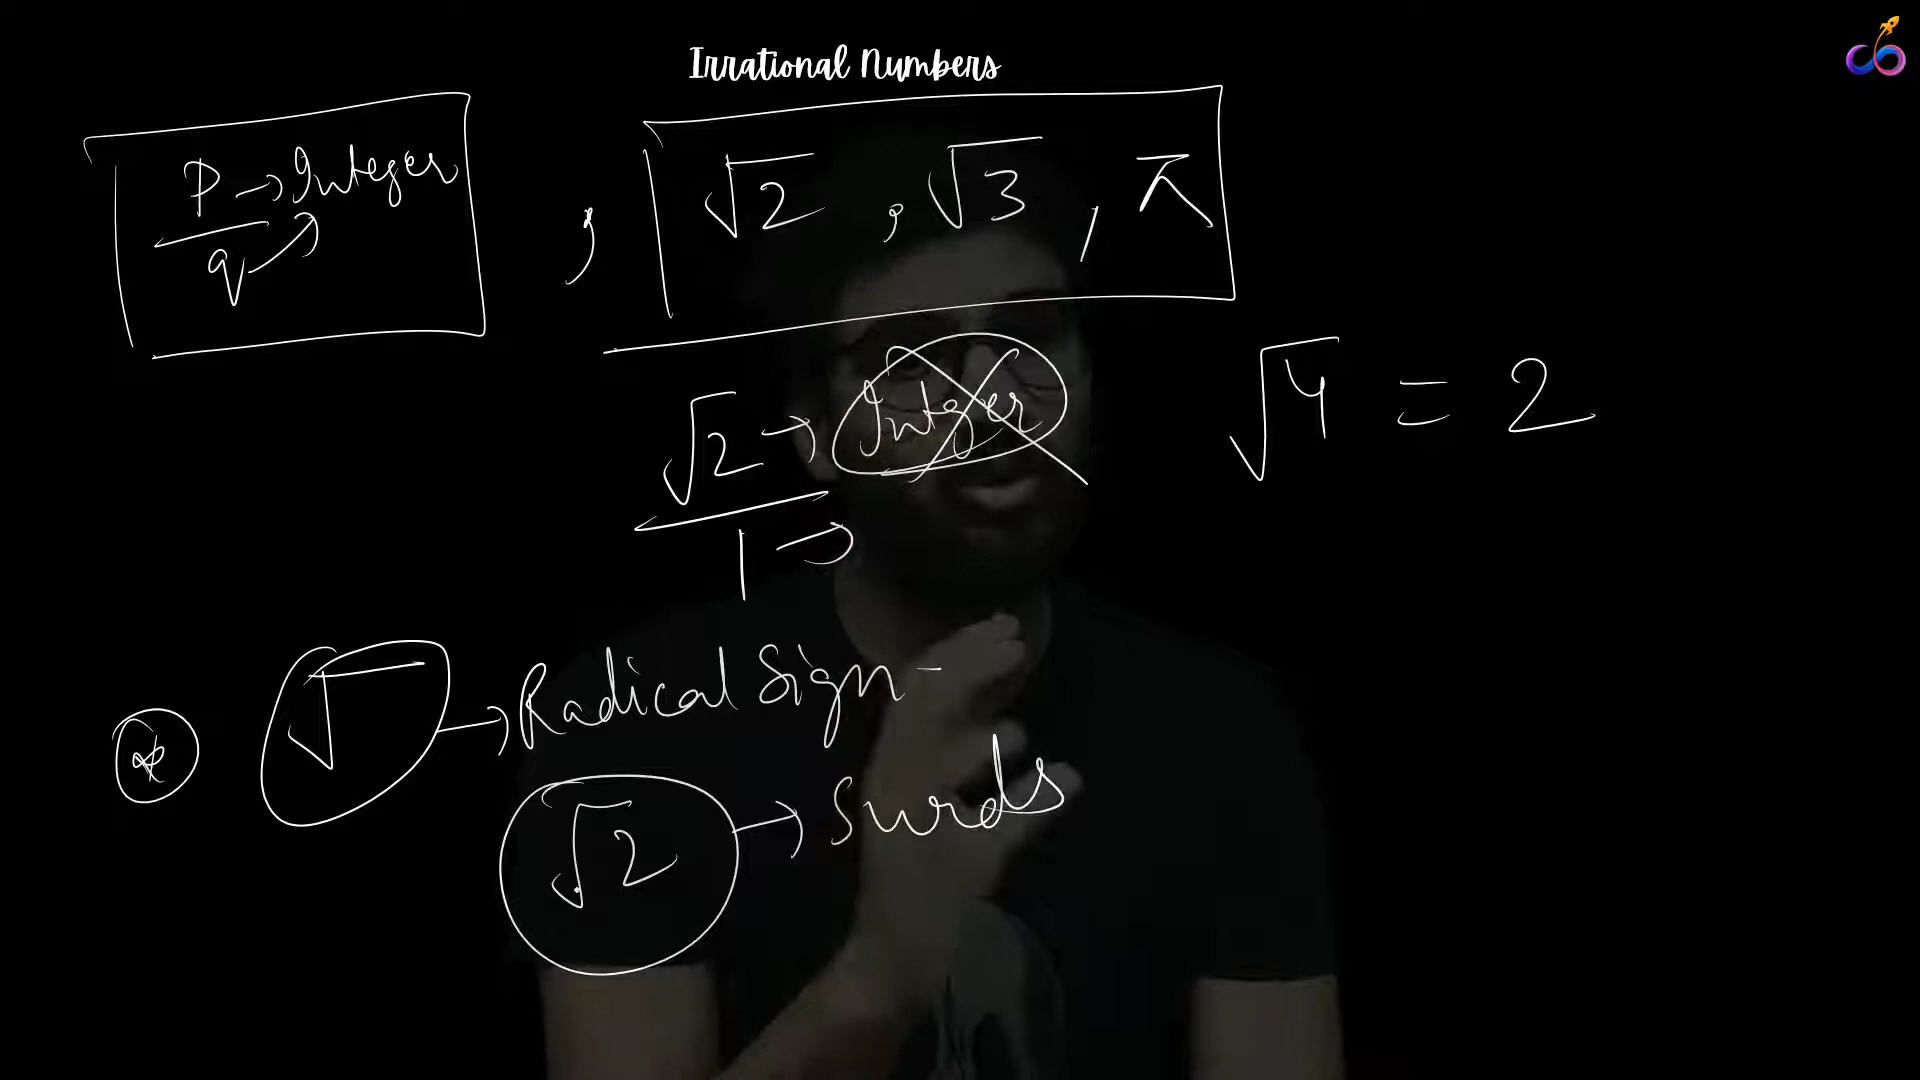 Irrational Numbers
P → Integer
q
, √2 , √3 , π
√2 → Integer
1 →
√4 = 2
√ → Radical Sign -
√2 → Surds